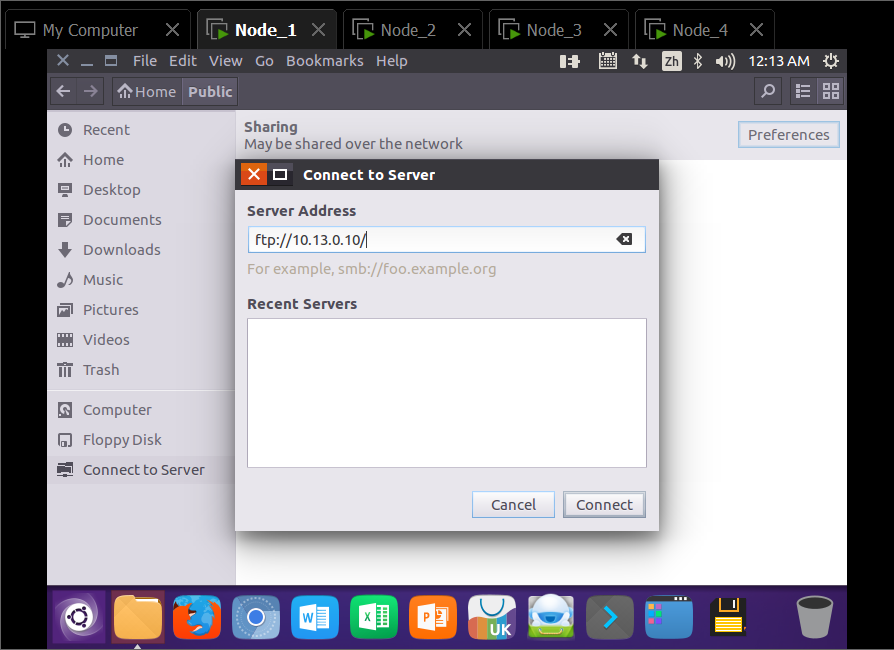 My Computer
Node_1
Node_2
Node_3
Node_4
File Edit View Go Bookmarks Help
Zh
12:13 AM
Home
Public
Recent
Home
Desktop
Documents
Downloads
Music
Pictures
Videos
Trash
Computer
Floppy Disk
Connect to Server
Sharing
May be shared over the network
Preferences
Connect to Server
Server Address
ftp://10.13.0.10/
For example, smb://foo.example.org
Recent Servers
Cancel
Connect
W
X
P
UK